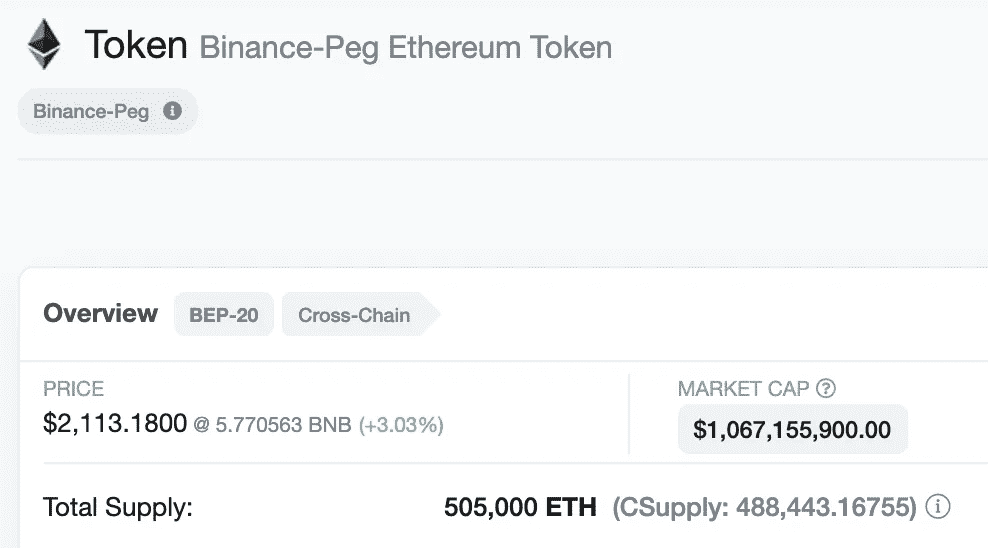 Token Binance-Peg Ethereum Token
Binance-Peg
Overview BEP-20 Cross-Chain
PRICE
$2,113.1800 @ 5.770563 BNB (+3.03%)
MARKET CAP
$1,067,155,900.00
Total Supply: 505,000 ETH (CSupply: 488,443.16755)